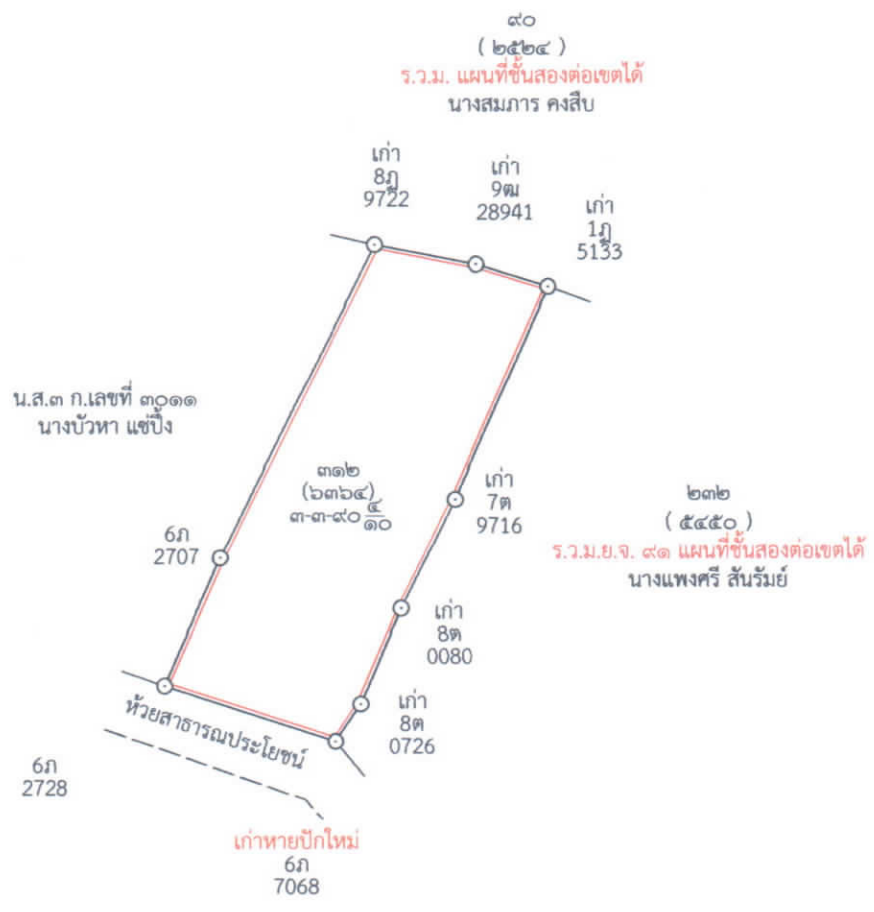 ๙๐
( ๒๕๒๔ )
ร.ว.ม. แผนที่ชั้นสองต่อเขตได้
นางสมภาร คงสืบ
เก่า
8ฎ
9722
เก่า
9ฒ
28941
เก่า
1ฎ
5133
น.ส.๓ ก.เลขที่ ๓๐๑๑
นางบัวหา แซ่ปึง
๓๑๒
(๖๓๖๔)
๓-๓-๙๐ ๔/๑๐
เก่า
7ต
9716
๒๓๒
( ๕๔๕๐ )
ร.ว.ม.ย.จ. ๙๑ แผนที่ชั้นสองต่อเขตได้
นางแพงศรี สันรัมย์
6ภ
2707
เก่า
8ต
0080
เก่า
8ต
0726
ห้วยสาธารณประโยชน์
6ภ
2728
เก่าหายปักใหม่
6ภ
7068